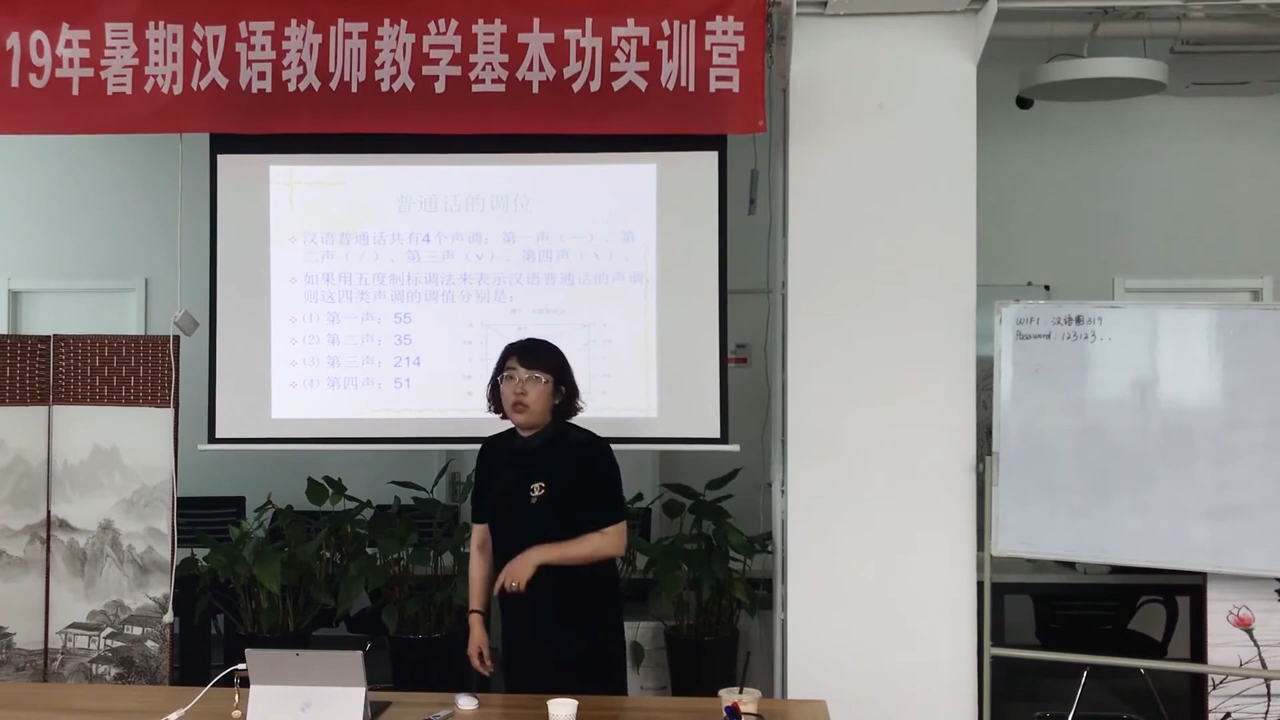 19年暑期汉语教师教学基本功实训营
普通话的调位
汉语普通话共有4个声调：第一声（一）、第
二声（/）、第三声（v）、第四声（\）、
如果用五度制标调法来表示汉语普通话的声调，
则这四类声调的调值分别是：
(1) 第一声：55
(2) 第二声：35
(3) 第三声：214
(4) 第四声：51
WIFI：汉语圈319
Password：123123..